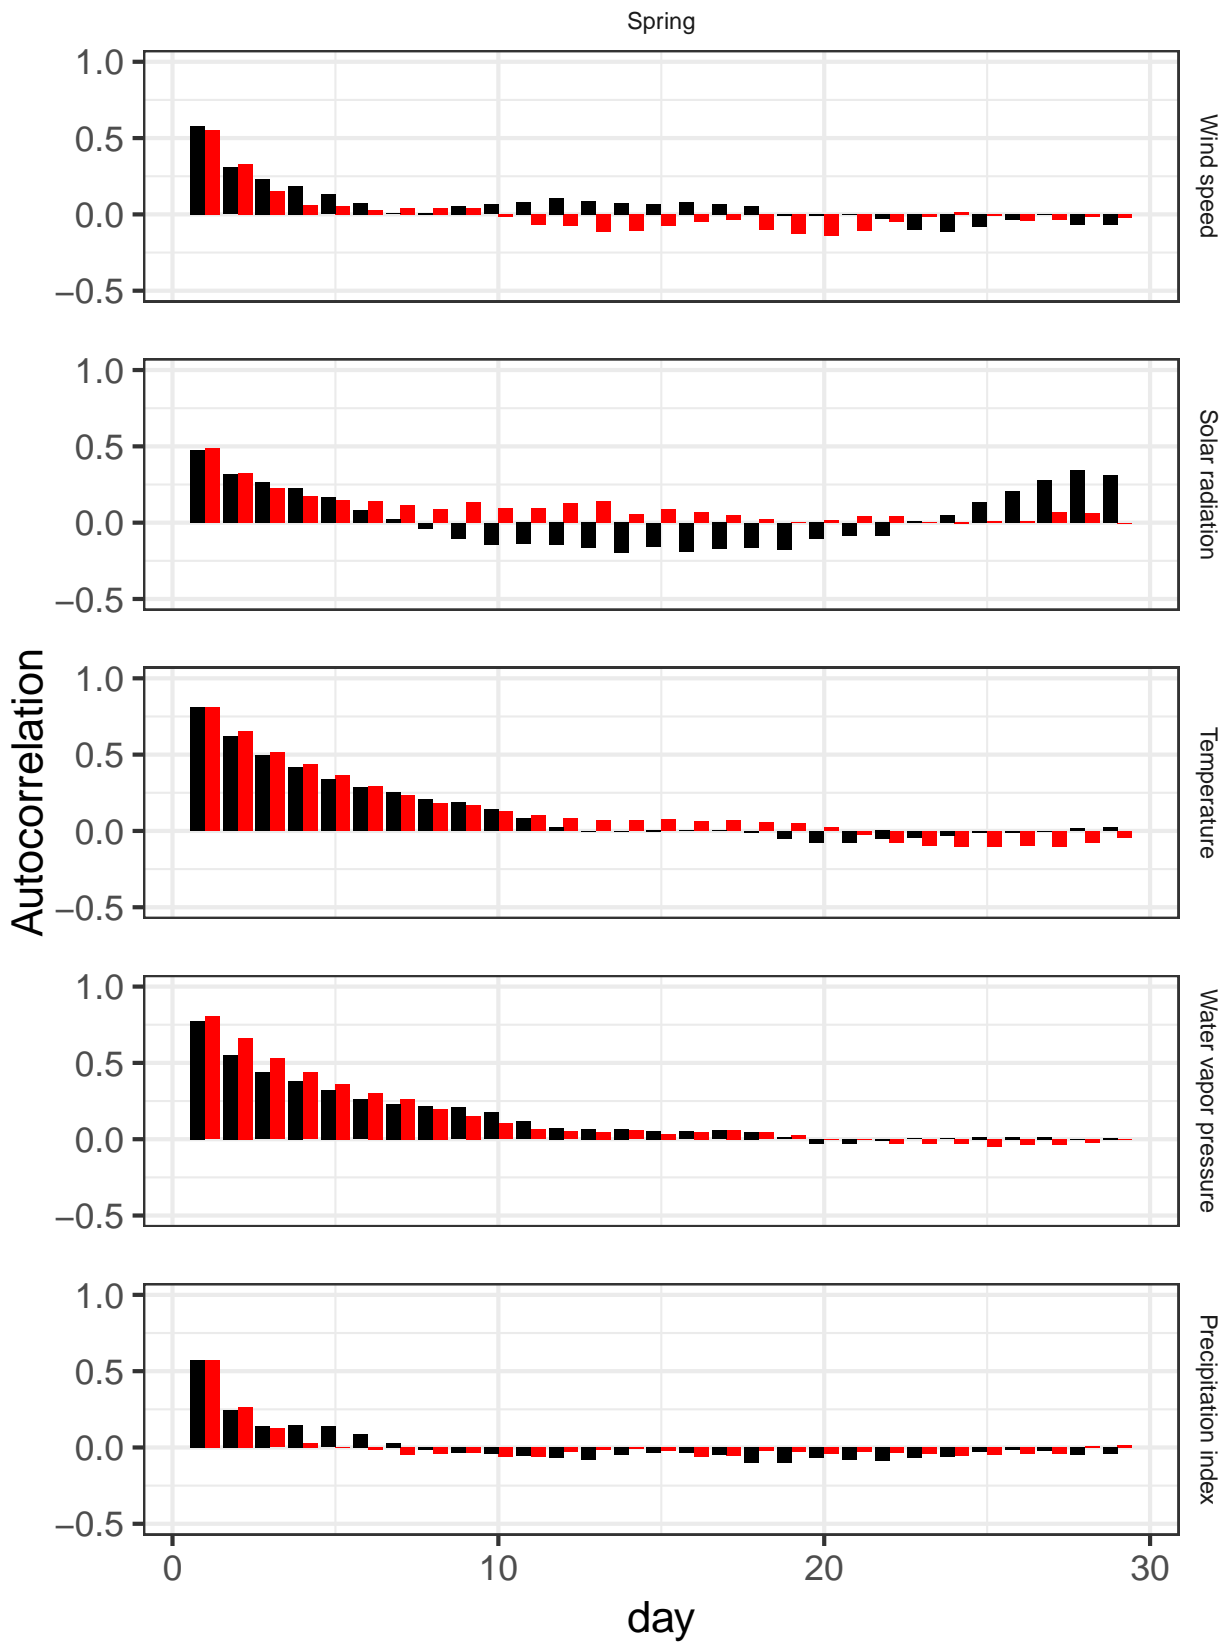 Spring
1.0
0.5
0.0
−0.5
Wind speed
1.0
0.5
0.0
−0.5
Solar radiation
Autocorrelation
1.0
0.5
0.0
−0.5
Temperature
1.0
0.5
0.0
−0.5
Water vapor pressure
1.0
0.5
0.0
−0.5
Precipitation index
0 10 20 30
day